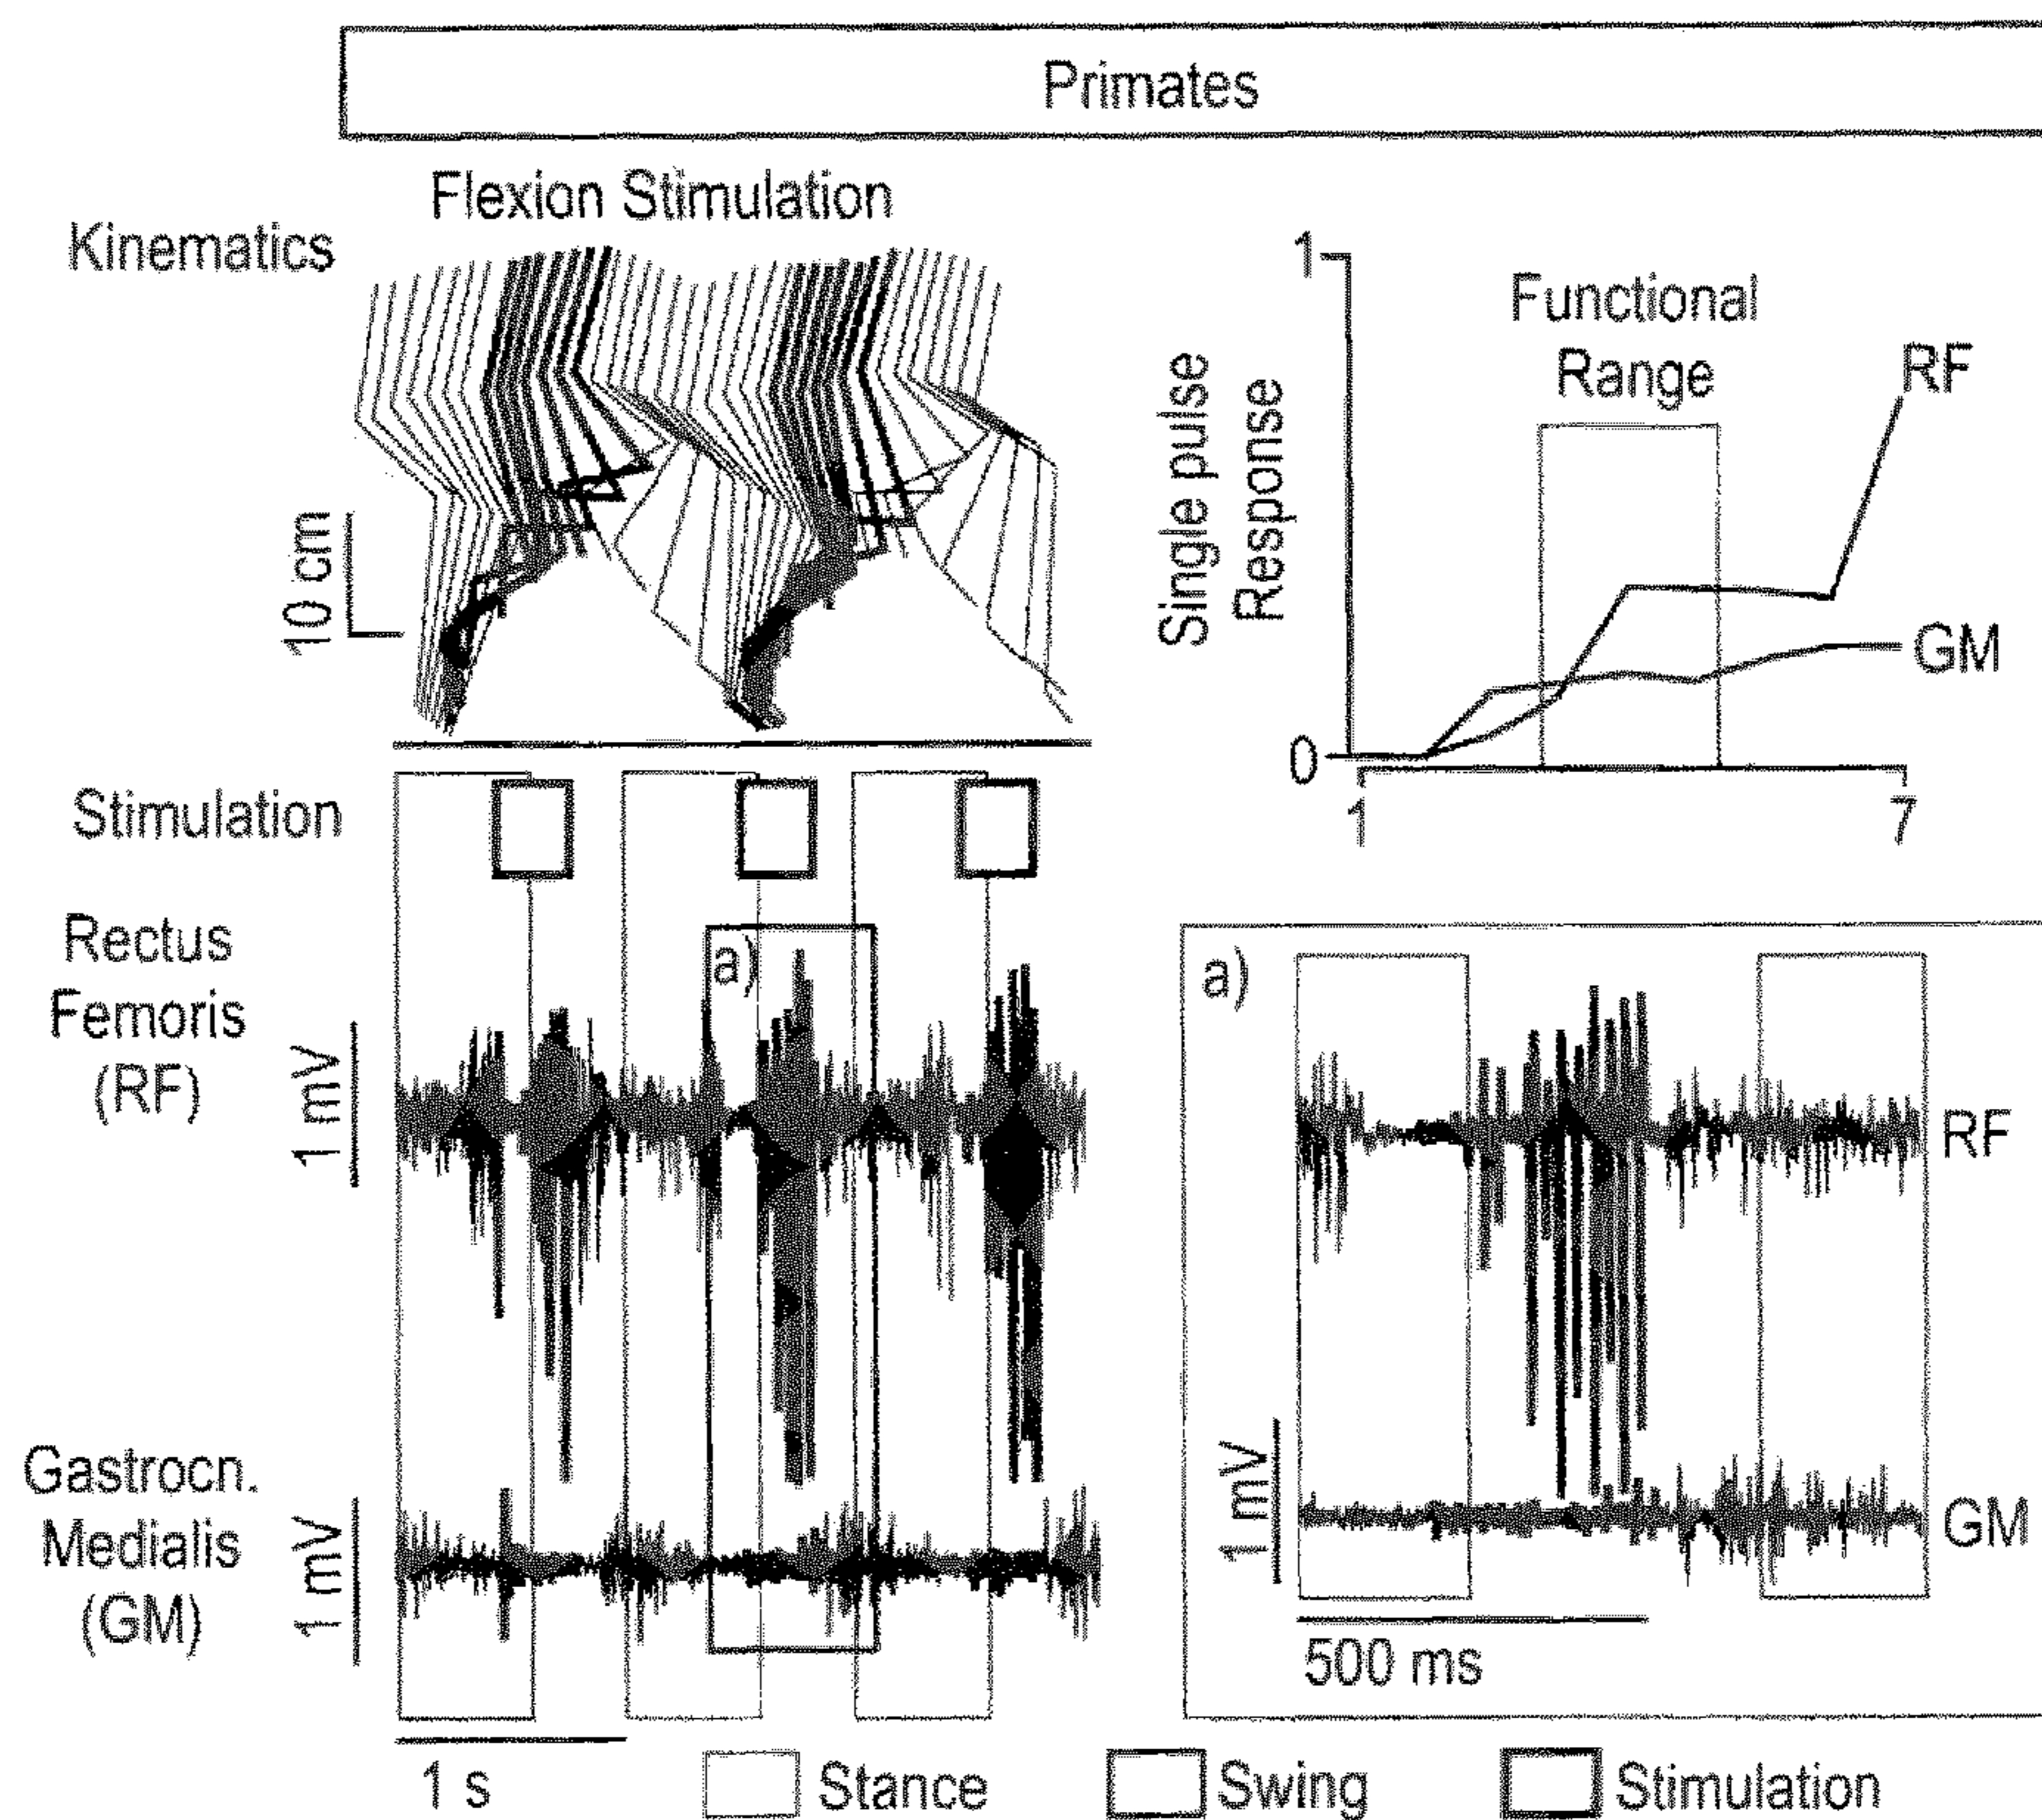 Primates
Flexion Stimulation
Kinematics
10 cm
1
Functional
Range
RF
GM
Single pulse
Response
0
1
7
Stimulation
Rectus
Femoris
(RF)
1 mV
a)
Gastrocn.
Medialis
(GM)
1 mV
1 s
a)
RF
1 mV
GM
500 ms
Stance
Swing
Stimulation